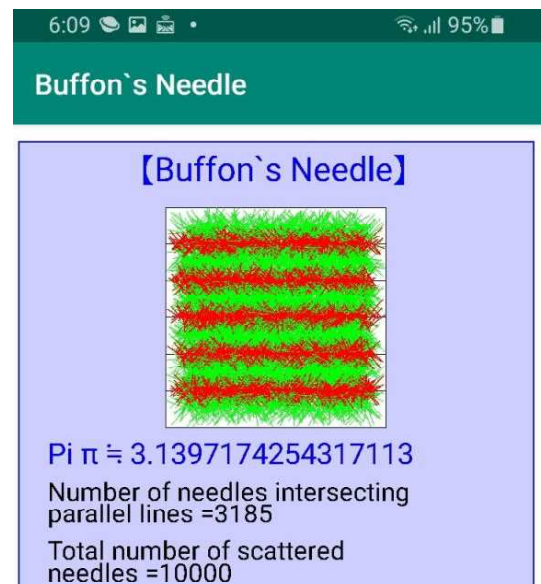 6:09 95%
Buffon`s Needle
【Buffon`s Needle】
Pi π ≒ 3.1397174254317113
Number of needles intersecting
parallel lines =3185
Total number of scattered
needles =10000